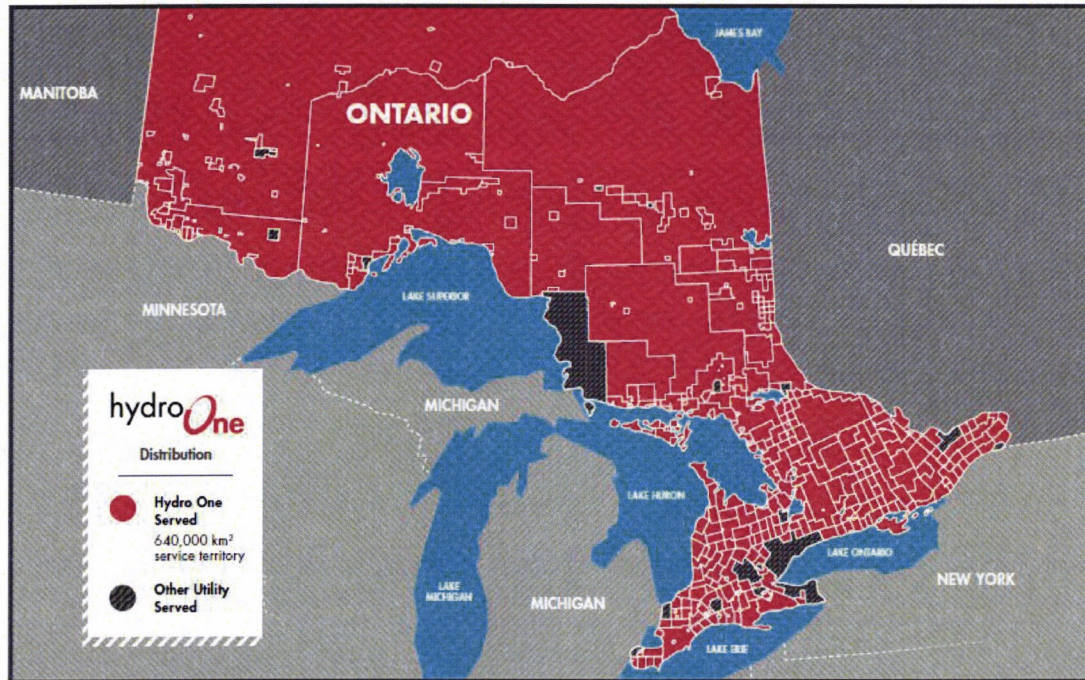 JAMES BAY
MANITOBA
ONTARIO
QUÉBEC
LAKE SUPERIOR
MINNESOTA
MICHIGAN
hydroOne
Distribution
Hydro One
Served
640,000 km²
service territory
Other Utility
Served
LAKE HURON
LAKE ONTARIO
NEW YORK
LAKE
MICHIGAN
MICHIGAN
LAKE ERIE